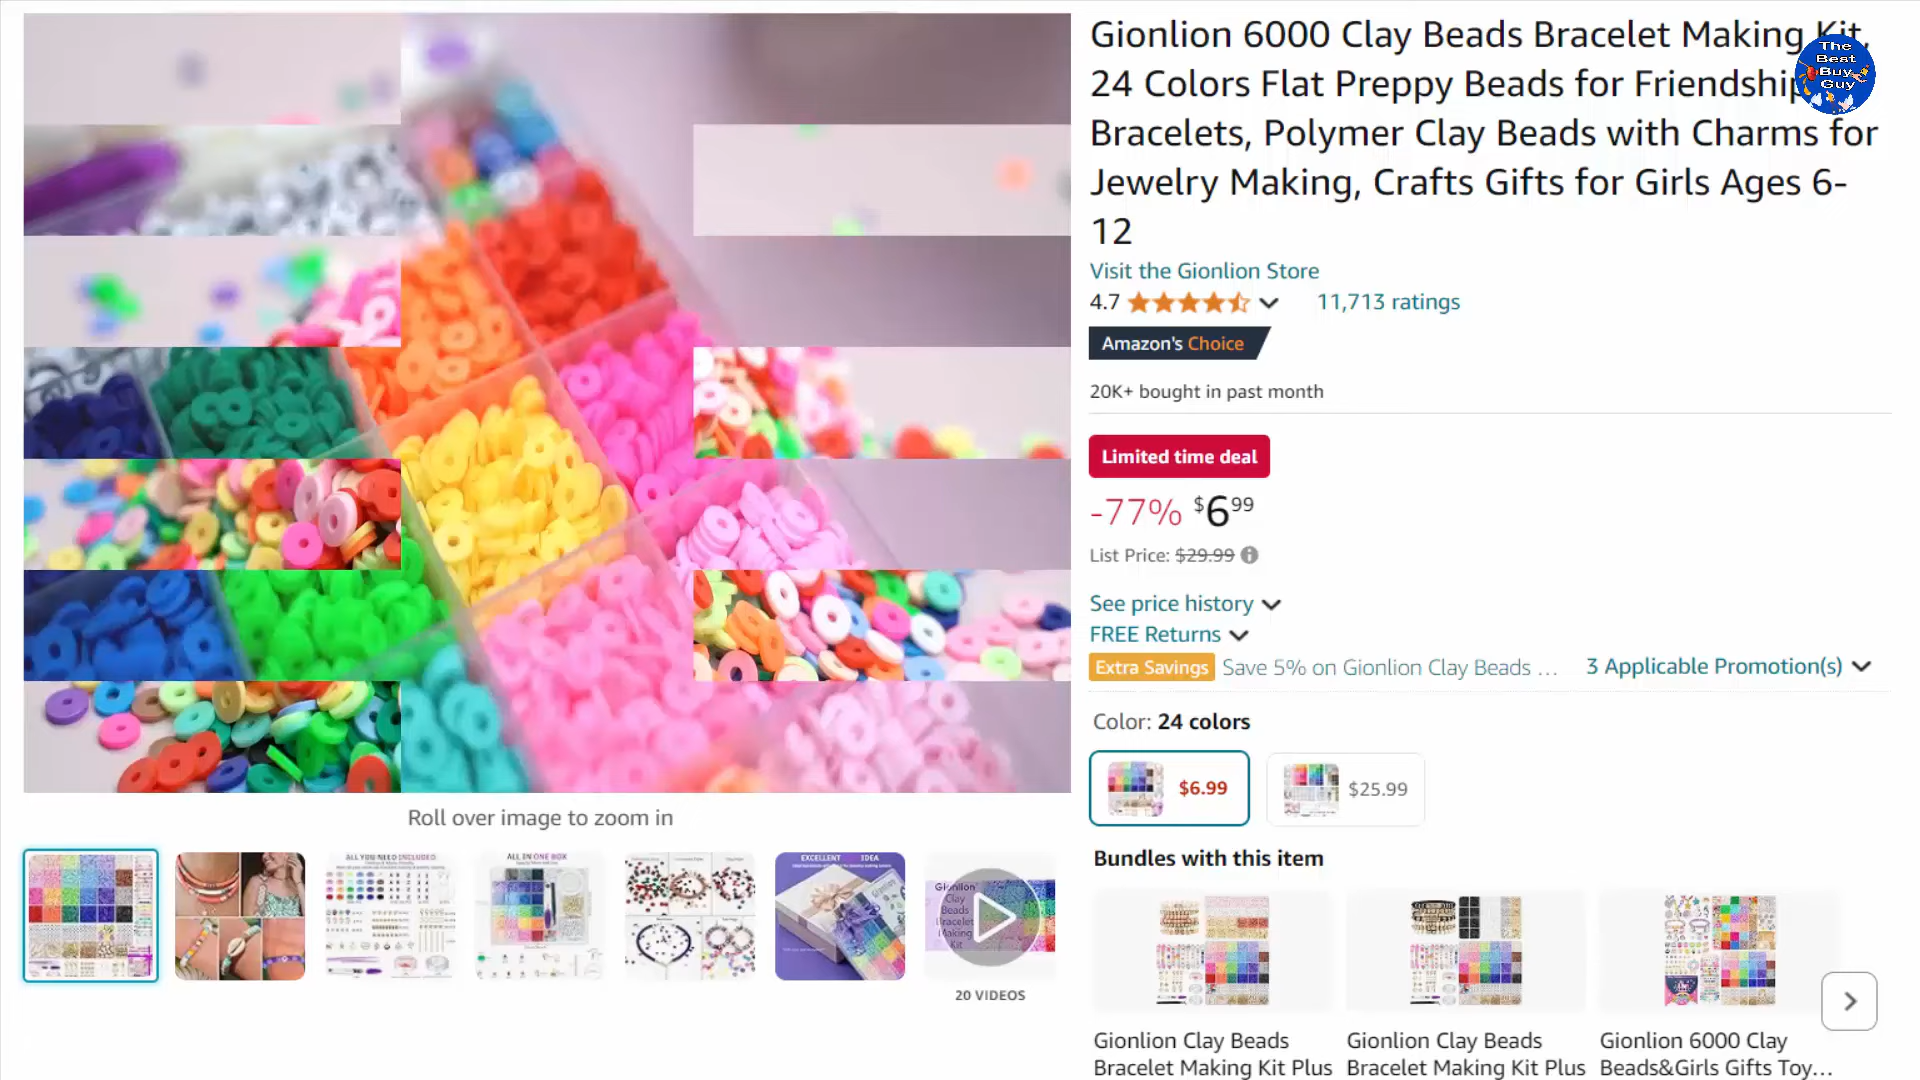 Gionlion 6000 Clay Beads Bracelet Making Kit,
24 Colors Flat Preppy Beads for Friendship
Bracelets, Polymer Clay Beads with Charms for
Jewelry Making, Crafts Gifts for Girls Ages 6-
12
The
Best
Buy
Guy
Visit the Gionlion Store
4.7
11,713 ratings
Amazon's Choice
20K+ bought in past month
Limited time deal
-77% $6 99
List Price: $29.99
See price history
FREE Returns
Extra Savings Save 5% on Gionlion Clay Beads ... 3 Applicable Promotion(s)
Color: 24 colors
$6.99
$25.99
Bundles with this item
Gionlion Clay Beads
Bracelet Making Kit Plus
Gionlion Clay Beads
Bracelet Making Kit Plus
Gionlion 6000 Clay
Beads&Girls Gifts Toy...
Roll over image to zoom in
ALL YOU NEED INCLUDED
ALL IN ONE BOX
EXCELLENT IDEA
Gionlion
Clay
Beads
Bracelet
Making
Kit
20 VIDEOS